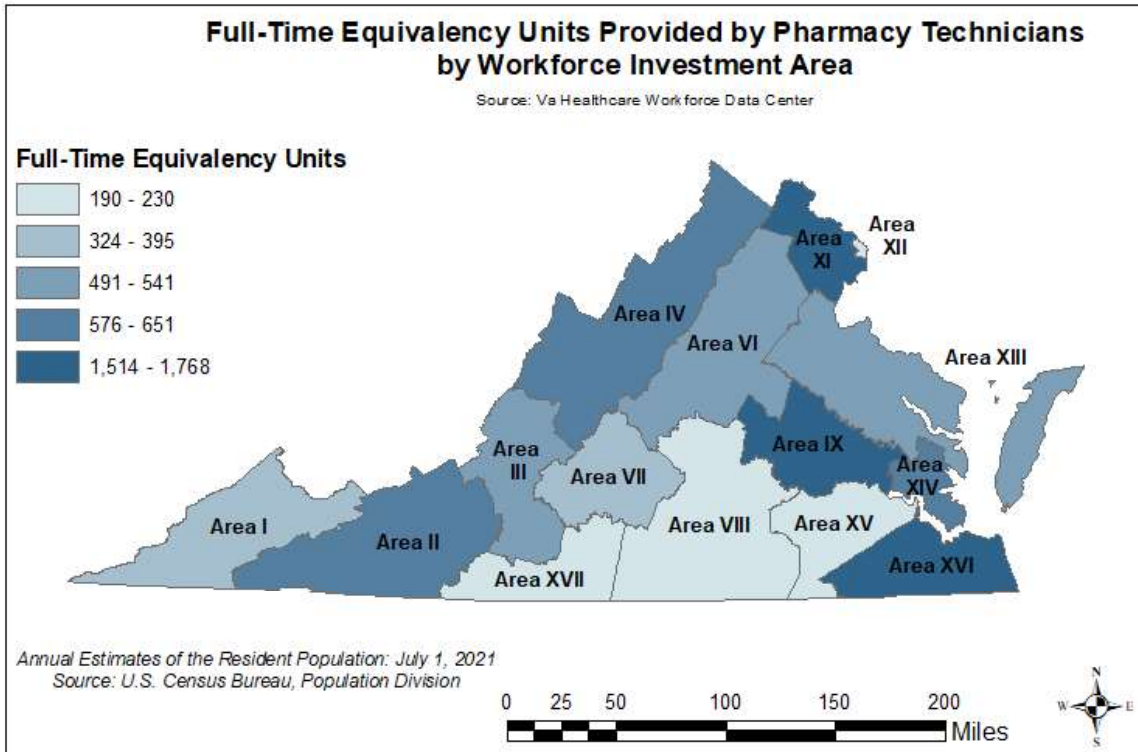 Full-Time Equivalency Units Provided by Pharmacy Technicians
by Workforce Investment Area
Source: Va Healthcare Workforce Data Center
Full-Time Equivalency Units
190 - 230
324 - 395
491 - 541
576 - 651
1,514 - 1,768
Area
XII
Area
XI
Area IV
Area VI
Area XIII
Area IX
Area
III
Area VII
Area
XIV
Area I
Area II
Area VIII
Area XV
Area XVII
Area XVI
Annual Estimates of the Resident Population: July 1, 2021
Source: U.S. Census Bureau, Population Division
0 25 50 100 150 200
Miles
N
W E
S